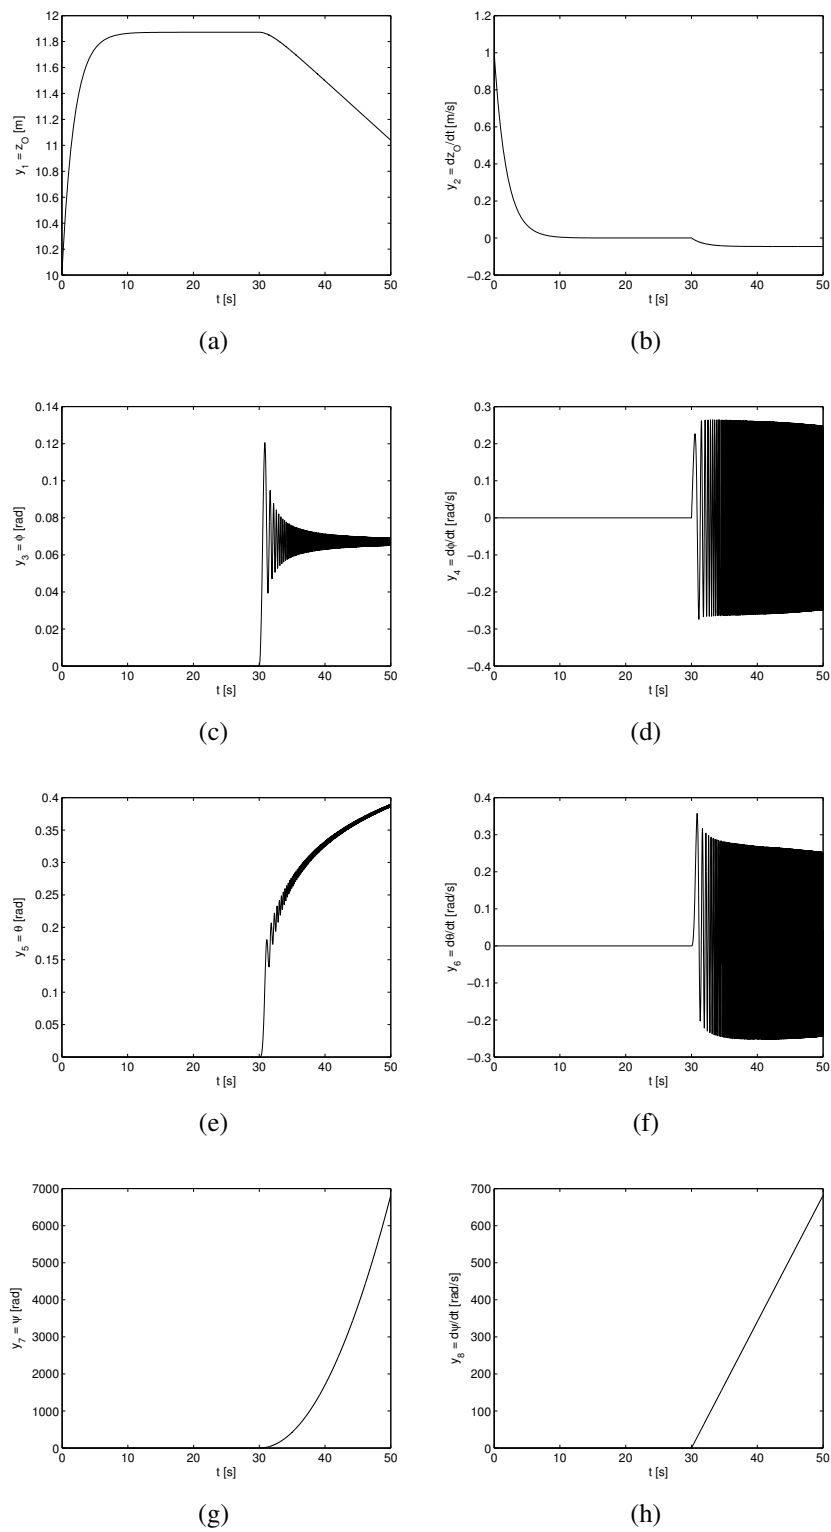 12
11.8
11.6
11.4
11.2
11
10.8
10.6
10.4
10.2
10
y₁ = z_O [m]
0 10 20 30 40 50
t [s]
(a)
1.2
1
0.8
0.6
0.4
0.2
0
−0.2
y₂ = dz_O/dt [m/s]
0 10 20 30 40 50
t [s]
(b)
0.14
0.12
0.1
0.08
0.06
0.04
0.02
0
y₃ = ϕ [rad]
0 10 20 30 40 50
t [s]
(c)
0.3
0.2
0.1
0
−0.1
−0.2
−0.3
−0.4
y₄ = dϕ/dt [rad/s]
0 10 20 30 40 50
t [s]
(d)
0.4
0.35
0.3
0.25
0.2
0.15
0.1
0.05
0
y₅ = θ [rad]
0 10 20 30 40 50
t [s]
(e)
0.4
0.3
0.2
0.1
0
−0.1
−0.2
−0.3
y₆ = dθ/dt [rad/s]
0 10 20 30 40 50
t [s]
(f)
7000
6000
5000
4000
3000
2000
1000
0
y₇ = ψ [rad]
0 10 20 30 40 50
t [s]
(g)
700
600
500
400
300
200
100
0
y₈ = dψ/dt [rad/s]
0 10 20 30 40 50
t [s]
(h)